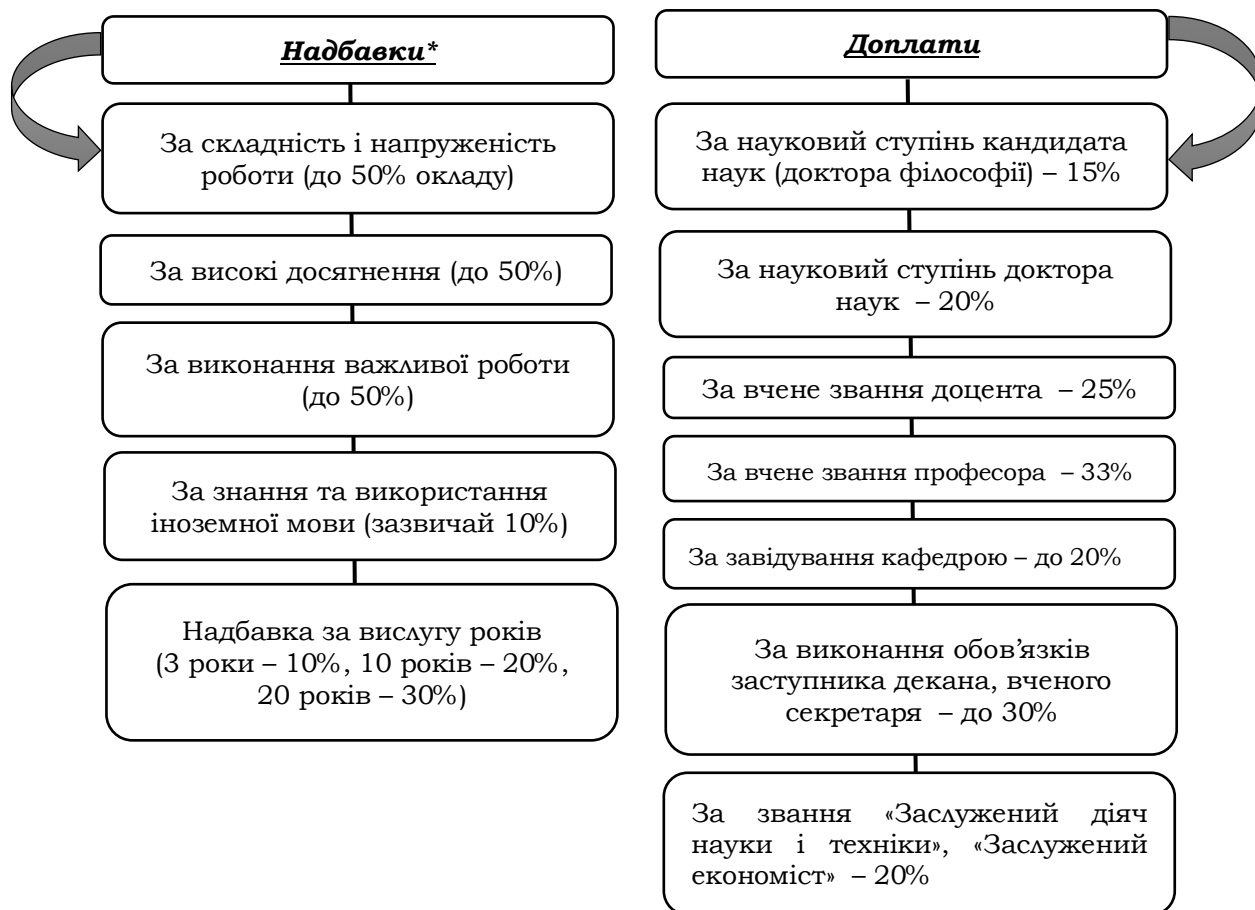 Надбавки*
За складність і напруженість
роботи (до 50% окладу)
За високі досягнення (до 50%)
За виконання важливої роботи
(до 50%)
За знання та використання
іноземної мови (зазвичай 10%)
Надбавка за вислугу років
(3 роки – 10%, 10 років – 20%,
20 років – 30%)
Доплати
За науковий ступінь кандидата
наук (доктора філософії) – 15%
За науковий ступінь доктора
наук – 20%
За вчене звання доцента – 25%
За вчене звання професора – 33%
За завідування кафедрою – до 20%
За виконання обов’язків
заступника декана, вченого
секретаря – до 30%
За звання «Заслужений діяч
науки і техніки», «Заслужений
економіст» – 20%